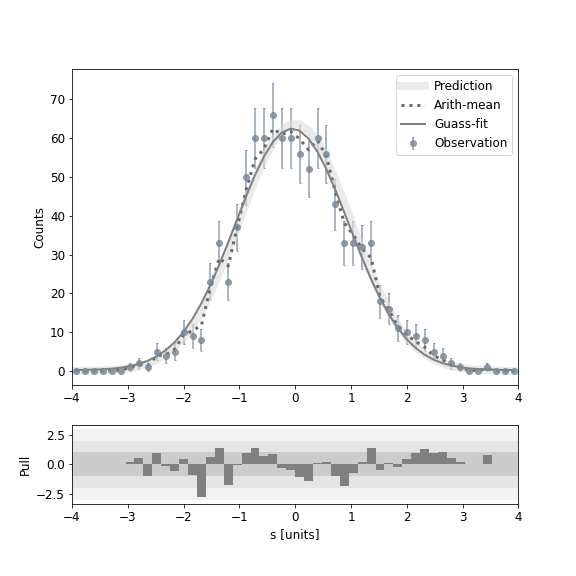 70
60
50
40
30
20
10
0
Counts
Prediction
Arith-mean
Guass-fit
Observation
−4 −3 −2 −1 0 1 2 3 4
2.5
0.0
−2.5
Pull
−4 −3 −2 −1 0 1 2 3 4
s [units]